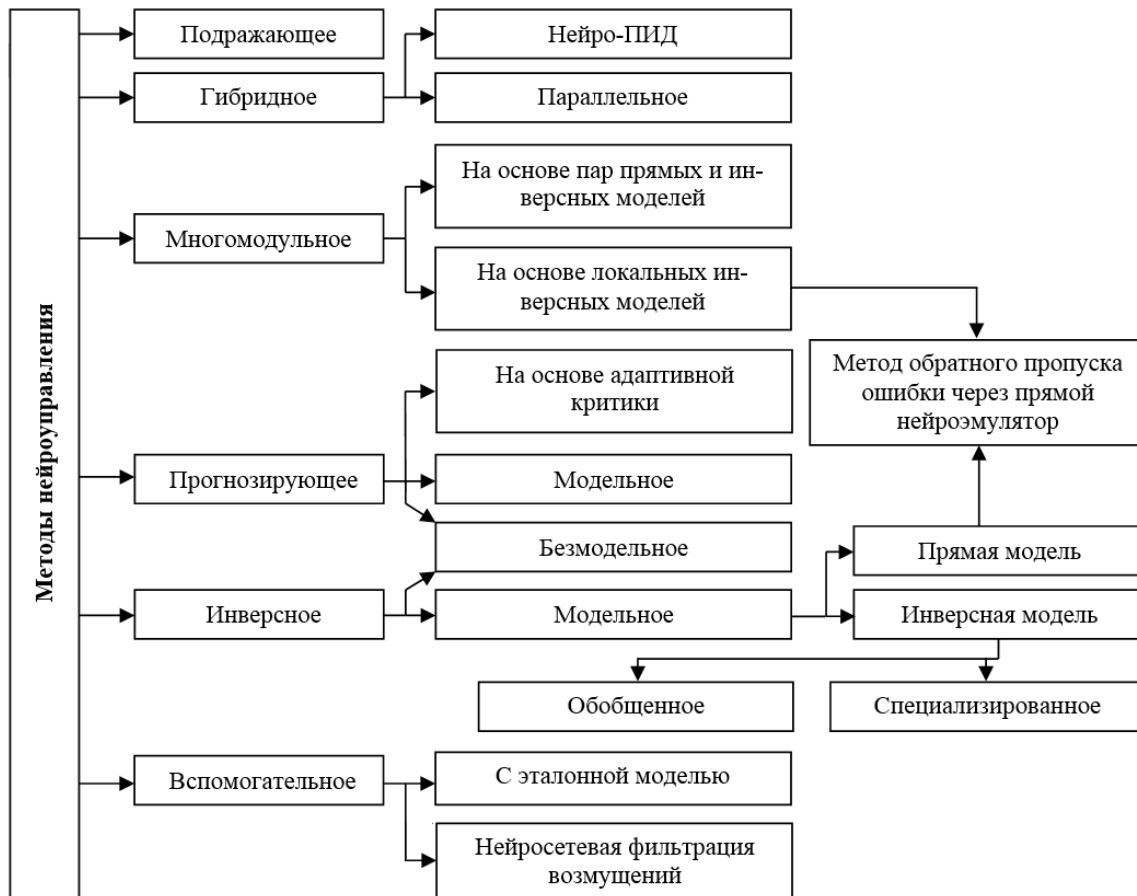 Методы нейроуправления
Подражающее
Гибридное
Нейро-ПИД
Параллельное
Многомодульное
На основе пар прямых и ин-
версных моделей
На основе локальных ин-
версных моделей
Метод обратного пропуска
ошибки через прямой
нейроэмулятор
Прогнозирующее
На основе адаптивной
критики
Модельное
Безмодельное
Инверсное
Модельное
Прямая модель
Инверсная модель
Обобщенное
Специализированное
Вспомогательное
С эталонной моделью
Нейросетевая фильтрация
возмущений